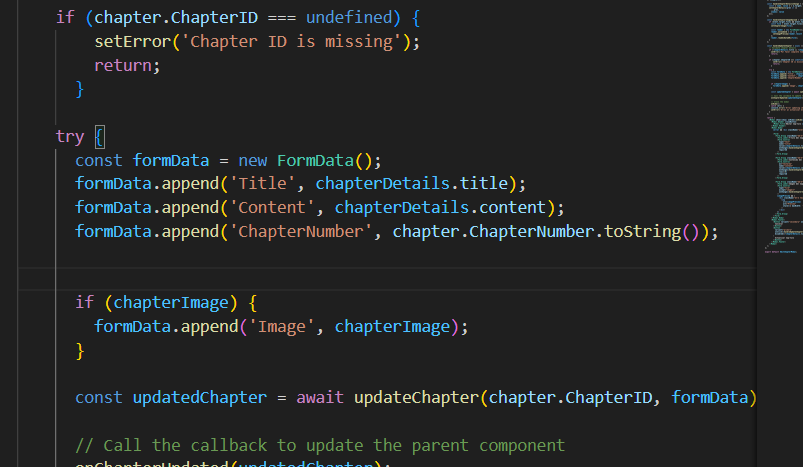 if (chapter.ChapterID === undefined) {
setError('Chapter ID is missing');
return;
}
try {
const formData = new FormData();
formData.append('Title', chapterDetails.title);
formData.append('Content', chapterDetails.content);
formData.append('ChapterNumber', chapter.ChapterNumber.toString());
if (chapterImage) {
formData.append('Image', chapterImage);
}
const updatedChapter = await updateChapter(chapter.ChapterID, formData)
// Call the callback to update the parent component
onChapterUpdated(updatedChapter);